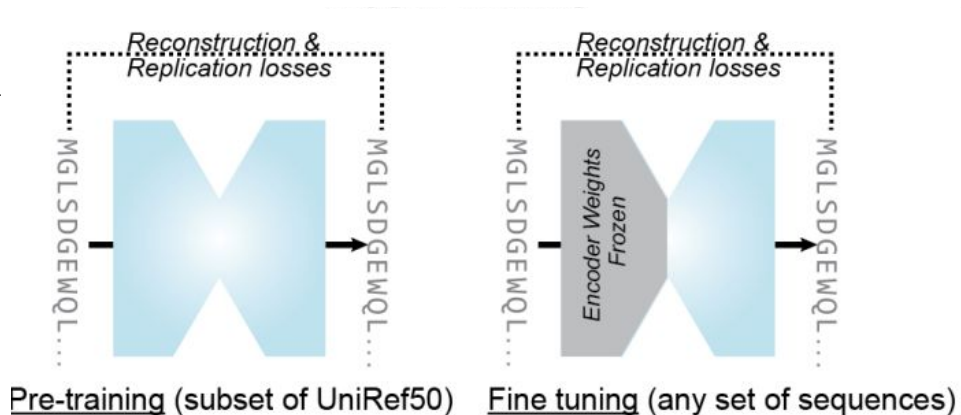 Reconstruction &
Replication losses
MGLSDGEWQL...
MGLSDGEWQL...
Pre-training (subset of UniRef50)
Reconstruction &
Replication losses
MGLSDGEWQL...
Encoder Weights
Frozen
MGLSDGEWQL...
Fine tuning (any set of sequences)